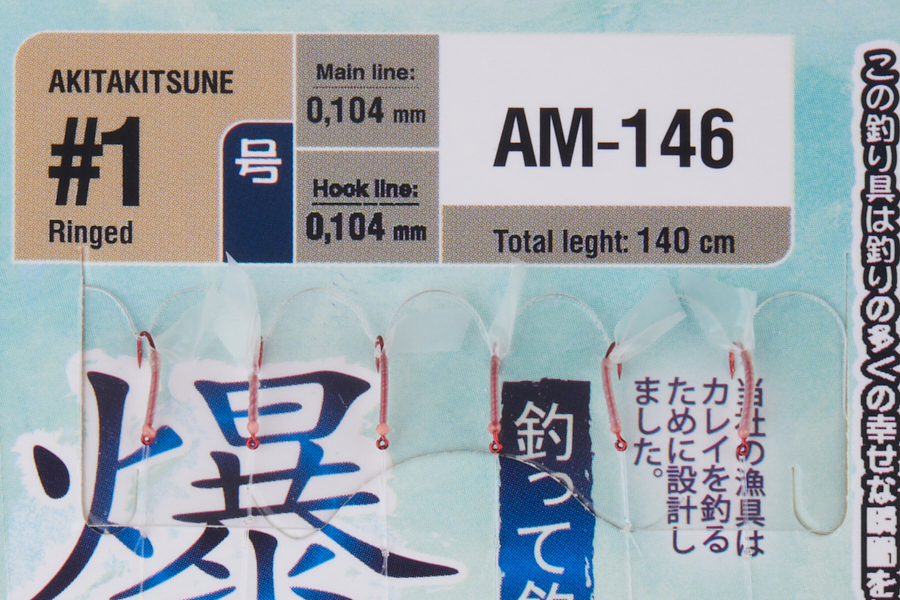 AKITAKITSUNE
#1
Ringed
号
Main line:
0,104 mm
Hook line:
0,104 mm
AM-146
Total leght: 140 cm
この釣り具は釣りの多くの幸せな瞬間を
当社の漁具は
カレイを釣る
ために設計し
ました。
釣って
爆